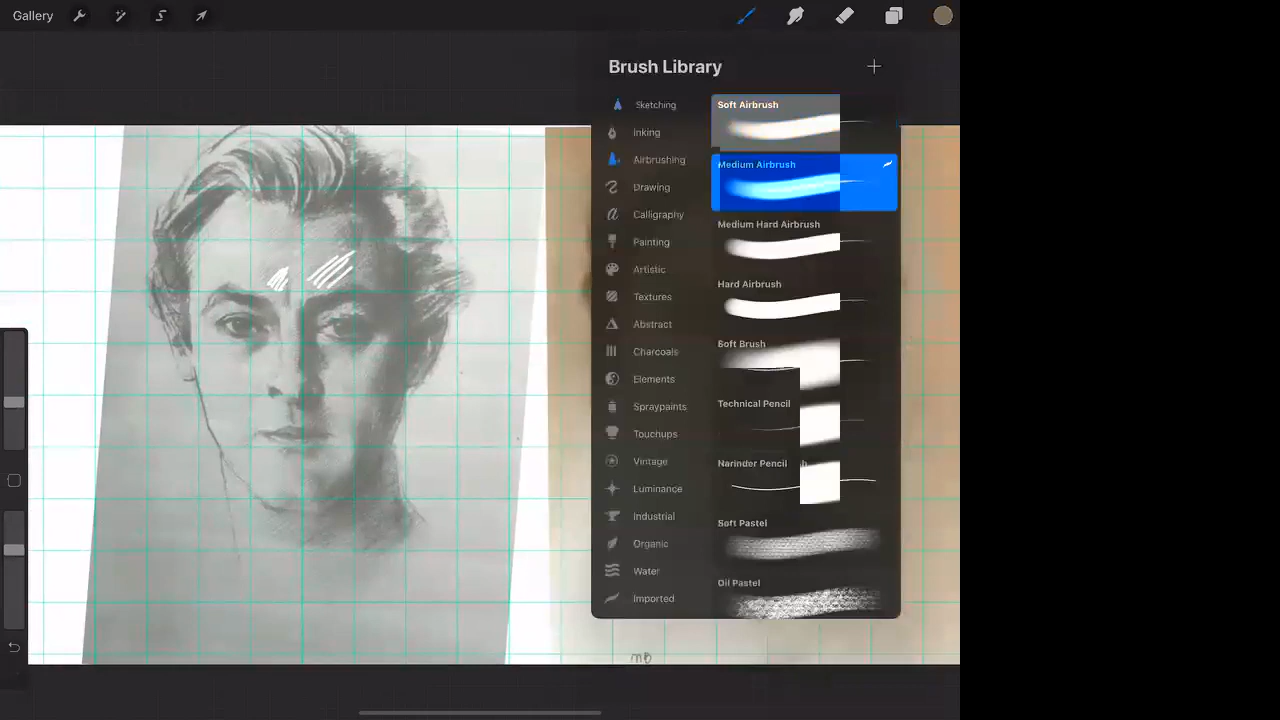 Gallery
Brush Library
Sketching
Inking
Airbrushing
Drawing
Calligraphy
Painting
Artistic
Textures
Abstract
Charcoals
Elements
Spraypaints
Touchups
Vintage
Luminance
Industrial
Organic
Water
Imported
Soft Airbrush
Medium Airbrush
Medium Hard Airbrush
Hard Airbrush
Soft Brush
Technical Pencil
Narinder Pencil
Soft Pastel
Oil Pastel